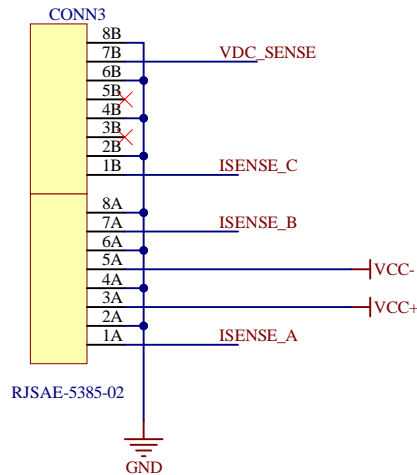 CONN3
8B
7B VDC_SENSE
6B
5B
4B
3B
2B
1B ISENSE_C
8A
7A ISENSE_B
6A
5A VCC-
4A
3A VCC+
2A
1A ISENSE_A
RJSAE-5385-02
GND